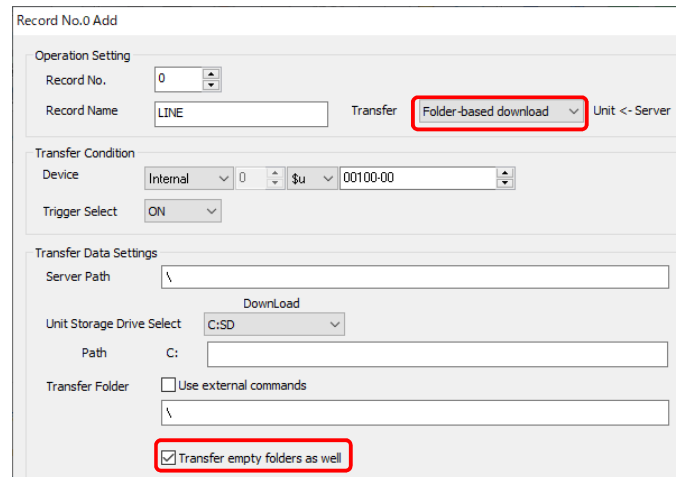 Record No.0 Add
Operation Setting
Record No. 0
Record Name LINE Transfer Folder-based download Unit <- Server
Transfer Condition
Device Internal 0 $u 00100-00
Trigger Select ON
Transfer Data Settings
Server Path \
DownLoad
Unit Storage Drive Select C:SD
Path C:
Transfer Folder Use external commands
\
Transfer empty folders as well